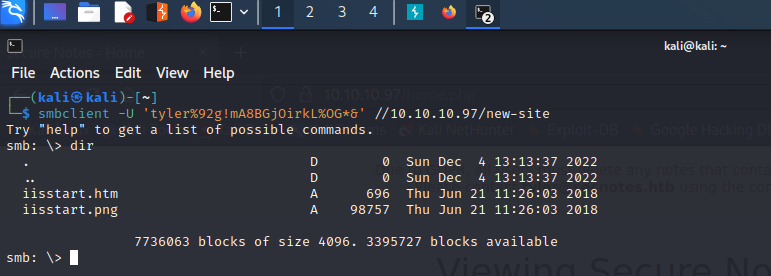 1 2 3 4 2
kali@kali: ~
File Actions Edit View Help
┌──(kali㉿kali)-[~]
└─$ smbclient -U 'tyler%92g!mA8BGjOirkL%OG*&' //10.10.10.97/new-site
Try "help" to get a list of possible commands.
smb: \> dir
. D 0 Sun Dec 4 13:13:37 2022
.. D 0 Sun Dec 4 13:13:37 2022
iisstart.htm A 696 Thu Jun 21 11:26:03 2018
iisstart.png A 98757 Thu Jun 21 11:26:03 2018
7736063 blocks of size 4096. 3395727 blocks available
smb: \>
Viewing Secure No